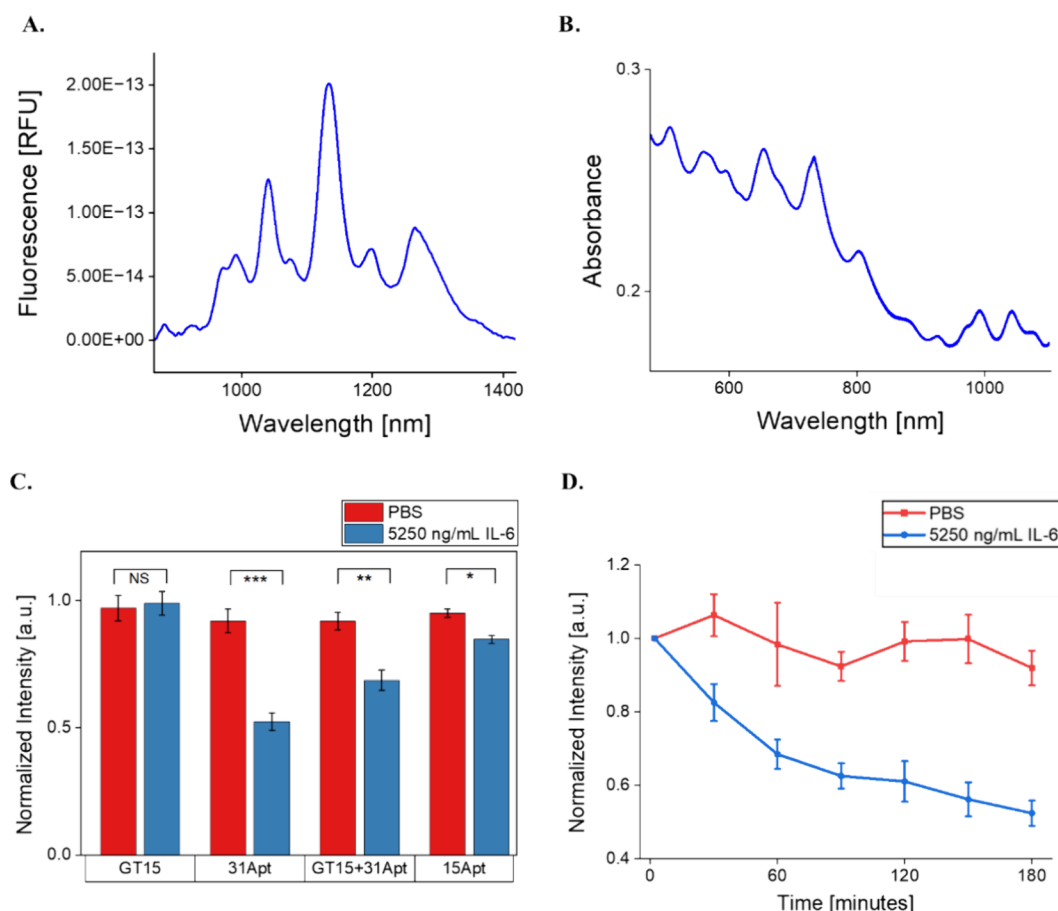 A.
2.00E−13
1.50E−13
1.00E−13
5.00E−14
0.00E+00
Fluorescence [RFU]
1000
1200
1400
Wavelength [nm]
B.
0.3
0.2
Absorbance
600
800
1000
Wavelength [nm]
C.
PBS
5250 ng/mL IL-6
NS
***
**
*
1.0
0.5
0.0
Normalized Intensity [a.u.]
GT15
31Apt
GT15+31Apt
15Apt
D.
PBS
5250 ng/mL IL-6
1.2
1.0
0.8
0.6
0.4
Normalized Intensity [a.u.]
0
60
120
180
Time [minutes]